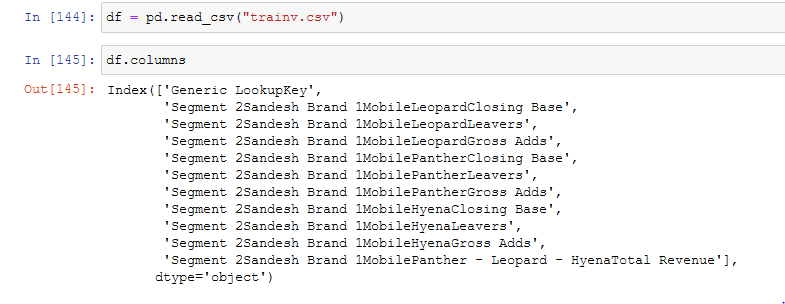 In [144]: df = pd.read_csv("trainv.csv")
In [145]: df.columns
Out[145]: Index(['Generic LookupKey',
'Segment 2Sandesh Brand 1MobileLeopardClosing Base',
'Segment 2Sandesh Brand 1MobileLeopardLeavers',
'Segment 2Sandesh Brand 1MobileLeopardGross Adds',
'Segment 2Sandesh Brand 1MobilePantherClosing Base',
'Segment 2Sandesh Brand 1MobilePantherLeavers',
'Segment 2Sandesh Brand 1MobilePantherGross Adds',
'Segment 2Sandesh Brand 1MobileHyenaClosing Base',
'Segment 2Sandesh Brand 1MobileHyenaLeavers',
'Segment 2Sandesh Brand 1MobileHyenaGross Adds',
'Segment 2Sandesh Brand 1MobilePanther - Leopard - HyenaTotal Revenue'],
dtype='object')